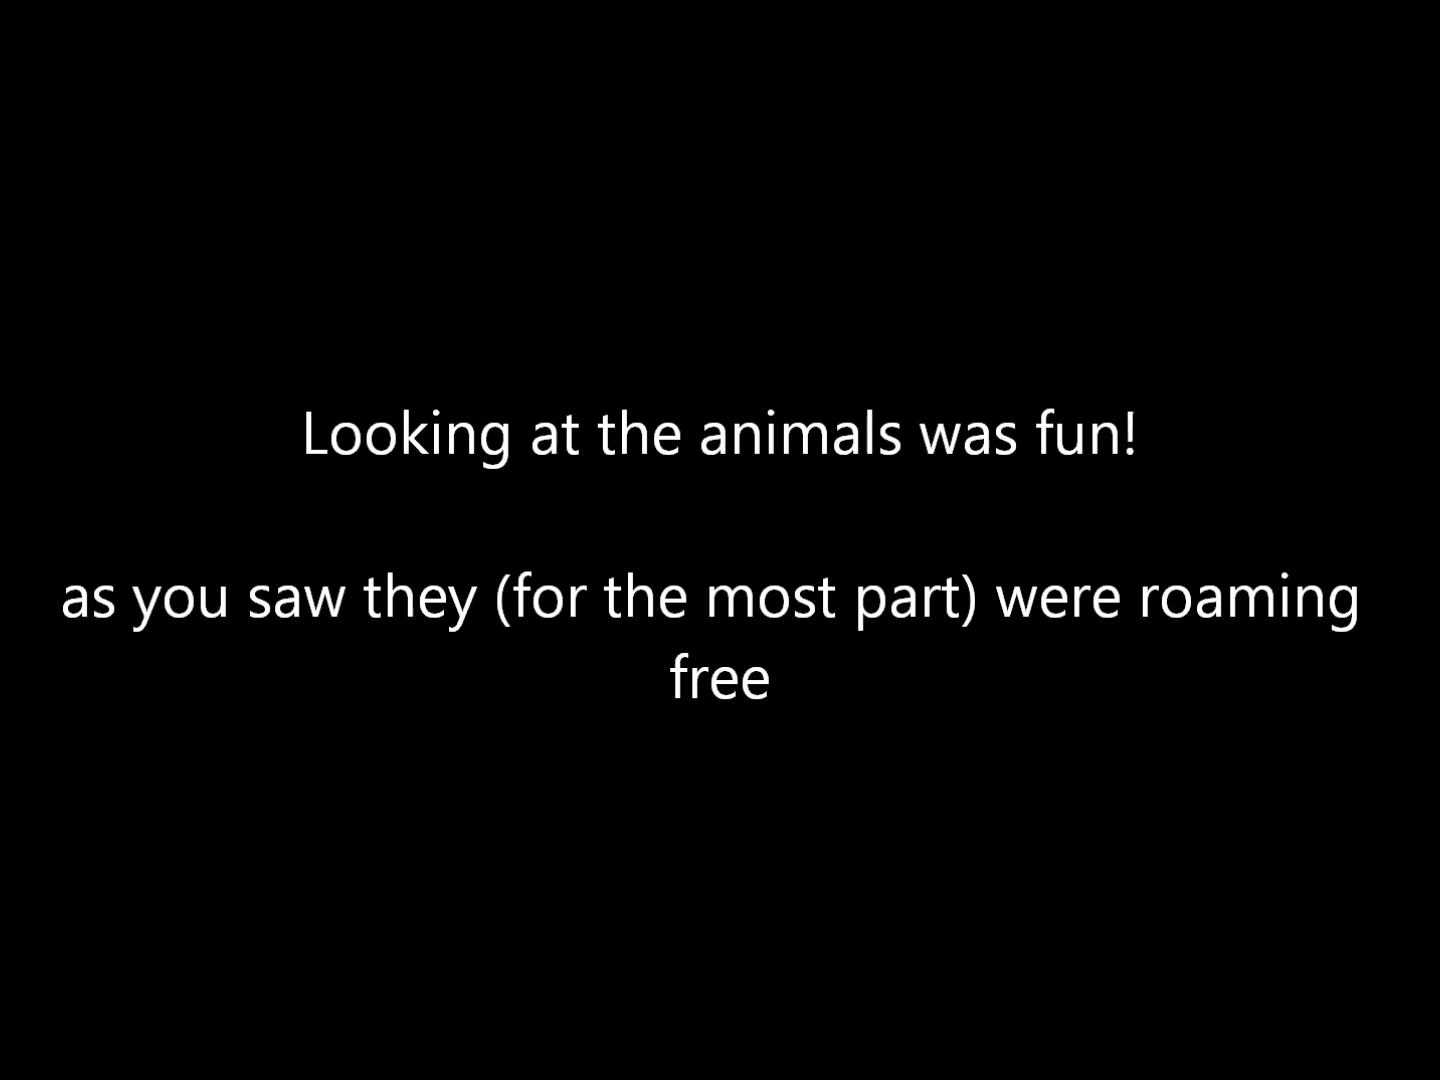 Looking at the animals was fun!
as you saw they (for the most part) were roaming
free